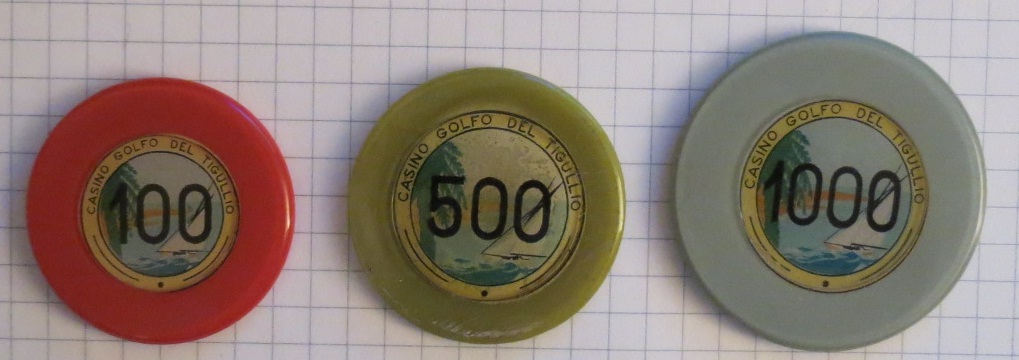 CASINO GOLFO DEL TIGULLIO
100
CASINO GOLFO DEL TIGULLIO
500
CASINO GOLFO DEL TIGULLIO
1000